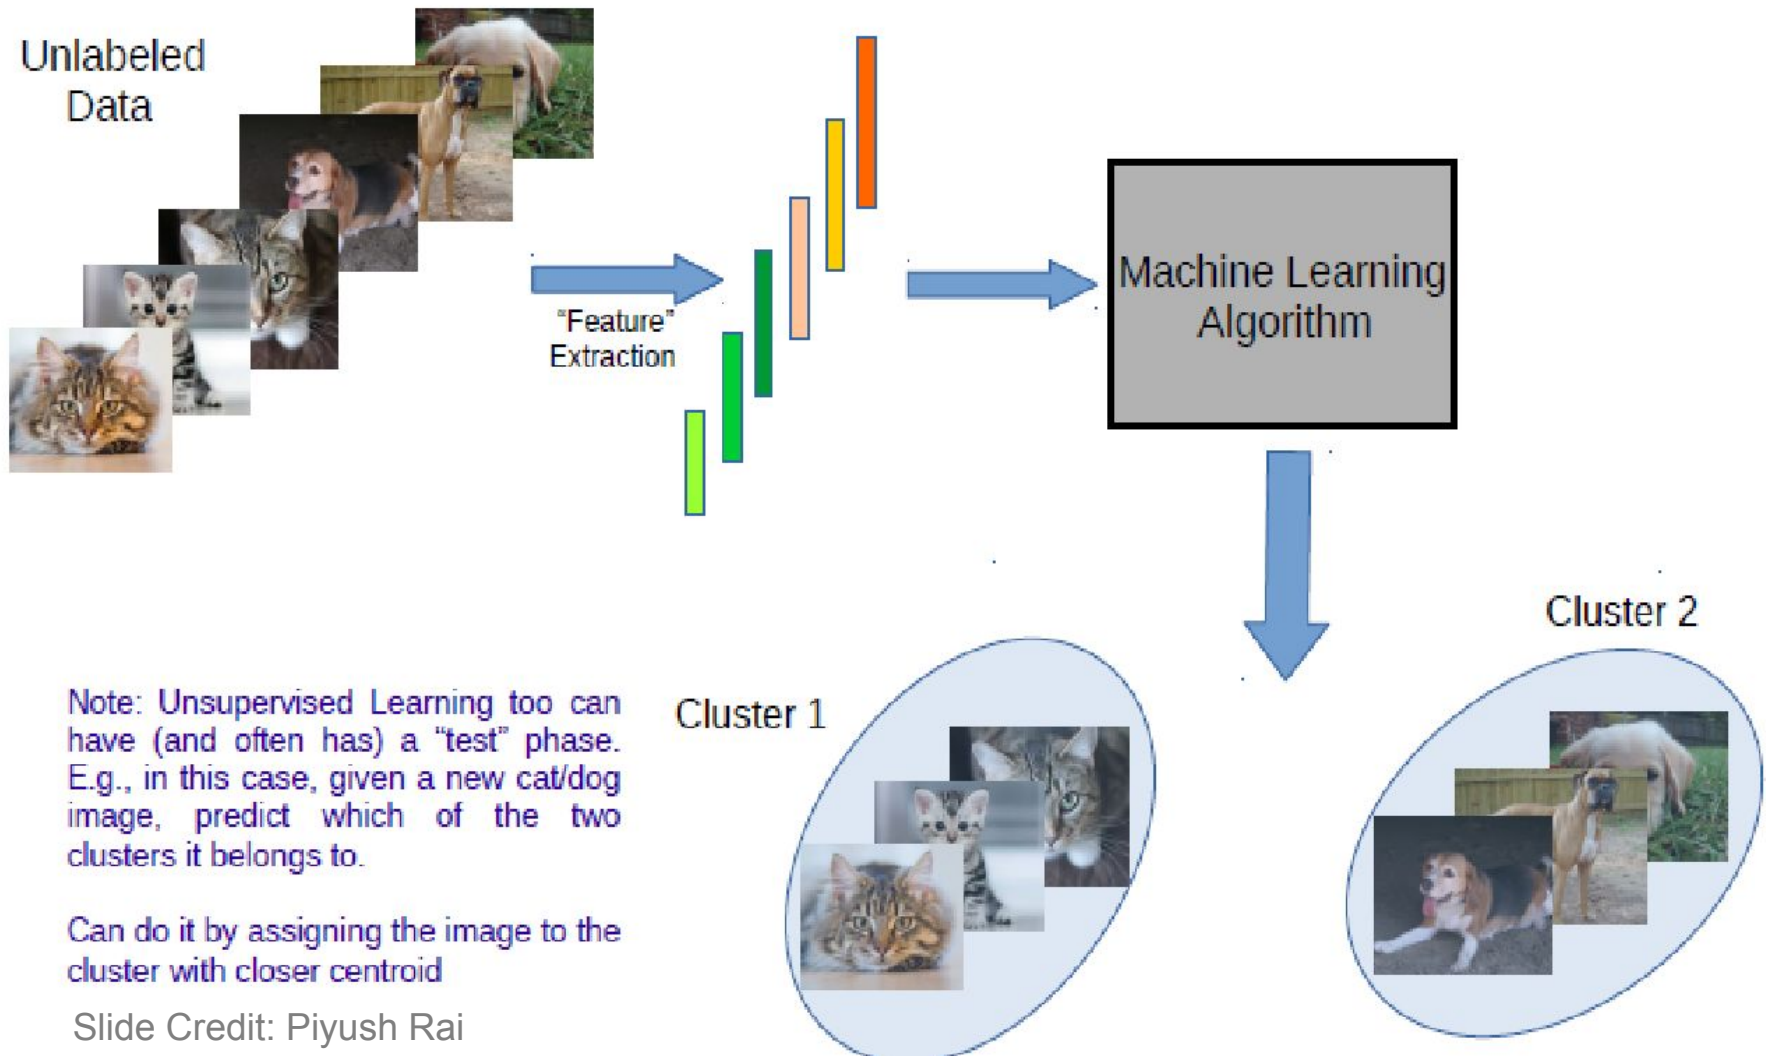 Unlabeled
Data
“Feature”
Extraction
Machine Learning
Algorithm
Cluster 1
Cluster 2
Note: Unsupervised Learning too can
have (and often has) a “test” phase.
E.g., in this case, given a new cat/dog
image, predict which of the two
clusters it belongs to.
Can do it by assigning the image to the
cluster with closer centroid
Slide Credit: Piyush Rai